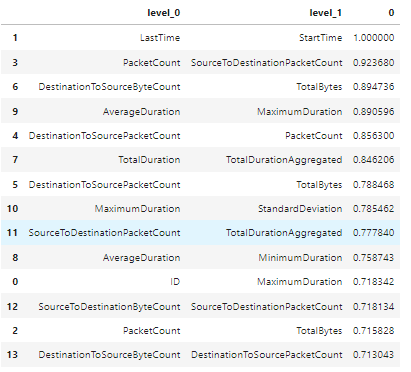 level_0 level_1 0
1 LastTime StartTime 1.000000
3 PacketCount SourceToDestinationPacketCount 0.923680
6 DestinationToSourceByteCount TotalBytes 0.894736
9 AverageDuration MaximumDuration 0.890596
4 DestinationToSourcePacketCount PacketCount 0.856300
7 TotalDuration TotalDurationAggregated 0.846206
5 DestinationToSourcePacketCount TotalBytes 0.788468
10 MaximumDuration StandardDeviation 0.785462
11 SourceToDestinationPacketCount TotalDurationAggregated 0.777840
8 AverageDuration MinimumDuration 0.758743
0 ID MaximumDuration 0.718342
12 SourceToDestinationByteCount SourceToDestinationPacketCount 0.718134
2 PacketCount TotalBytes 0.715828
13 DestinationToSourceByteCount DestinationToSourcePacketCount 0.713043